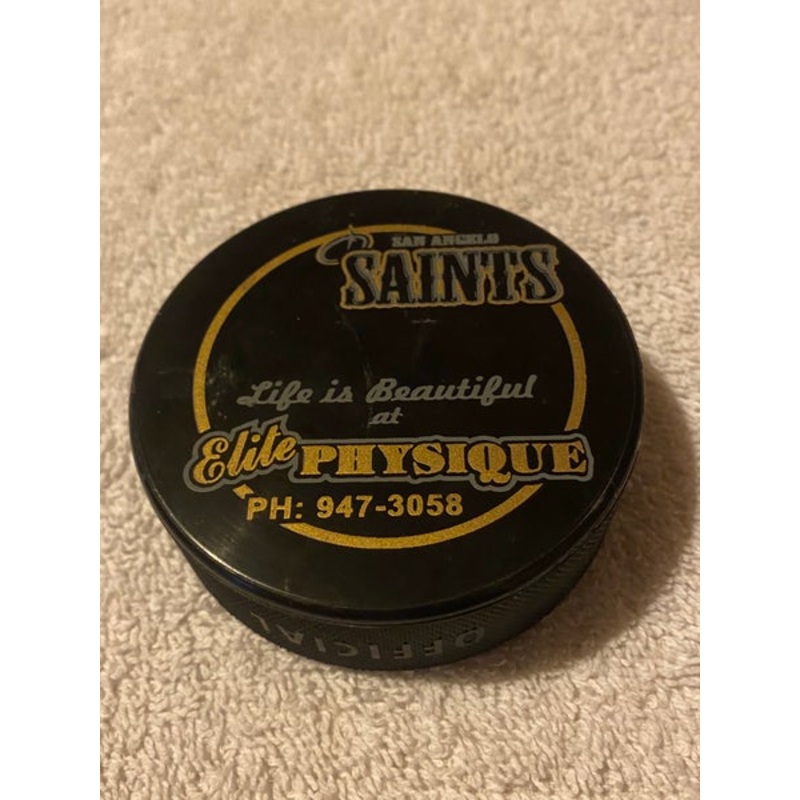 SAN ANGELO
SAINTS
Life is Beautiful
at
Elite PHYSIQUE
PH: 947-3058
OFFICIAL